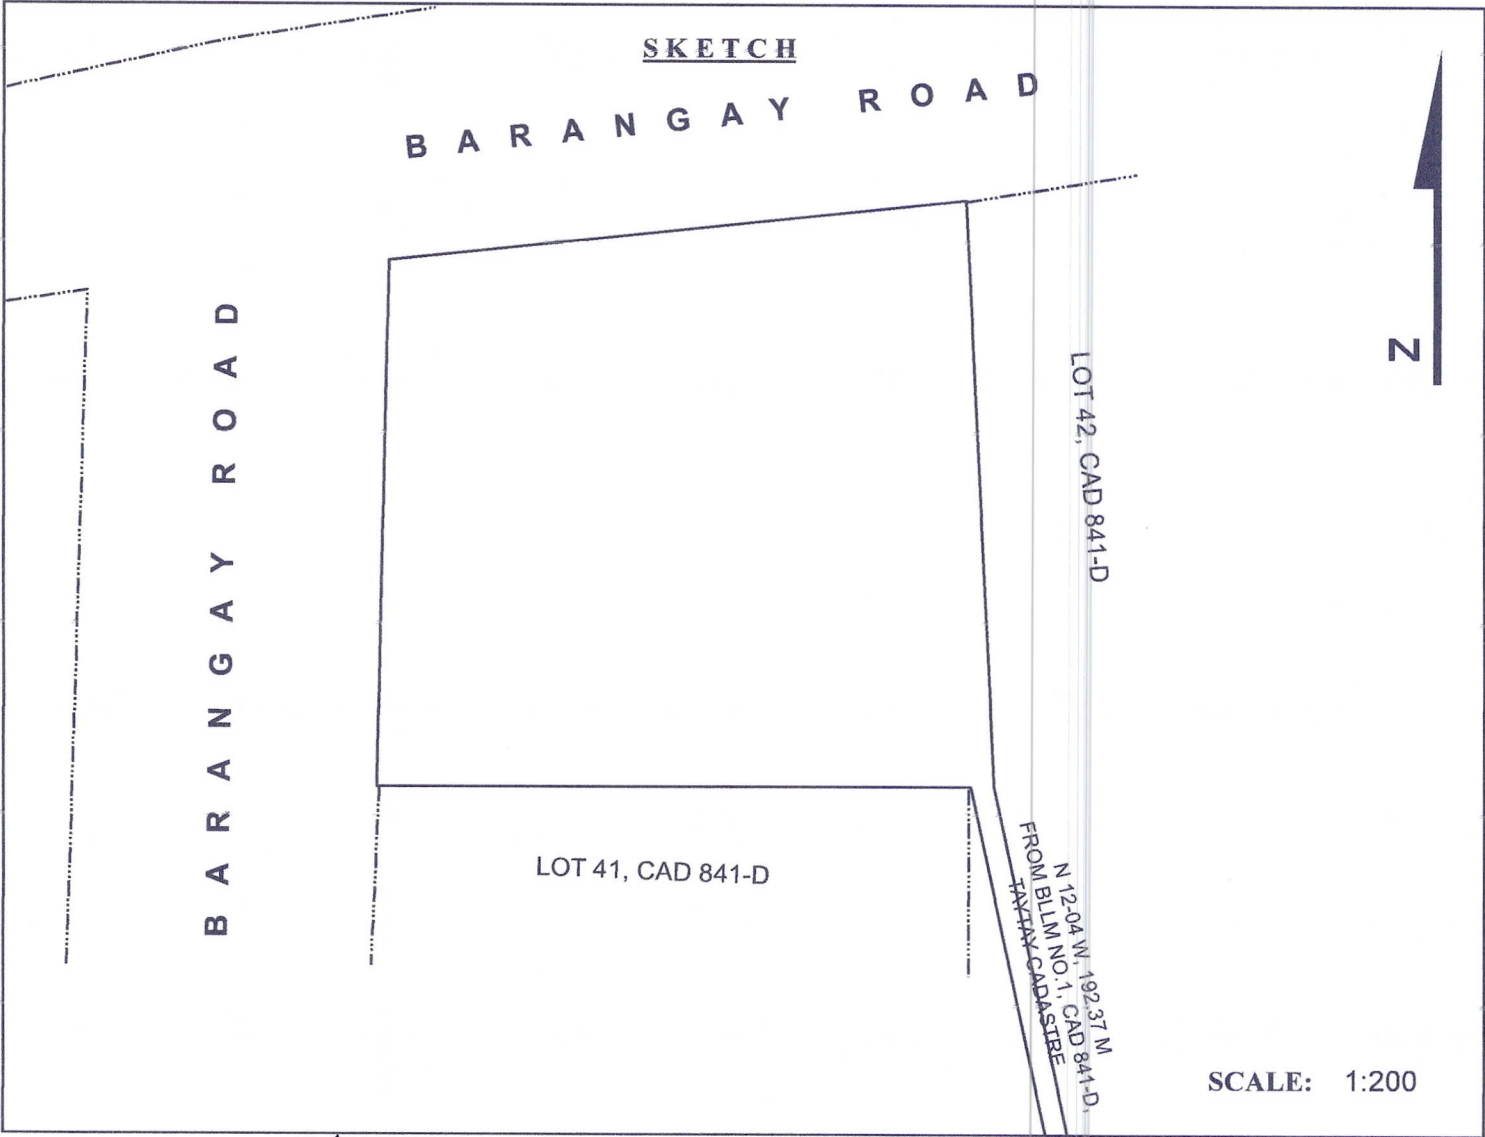 SKETCH
BARANGAY ROAD
BARANGAY ROAD
N
LOT 42, CAD 841-D
LOT 41, CAD 841-D
N 12-04 W, 192.37 M
FROM BLLM NO.1, CAD 841-D,
TAYTAY CADASTRE
SCALE: 1:200